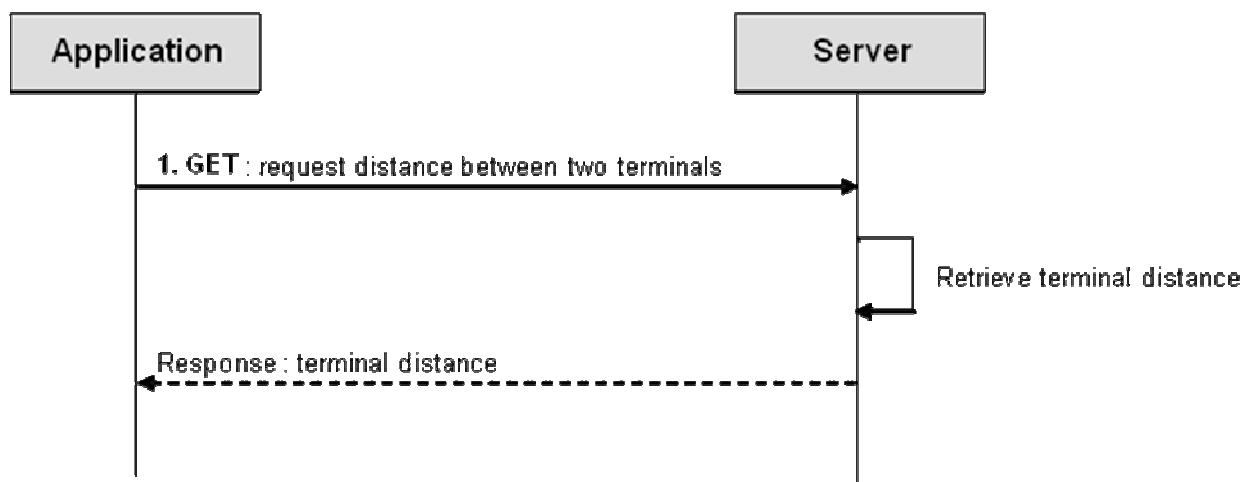 Application
Server
1. GET : request distance between two terminals
Retrieve terminal distance
Response : terminal distance